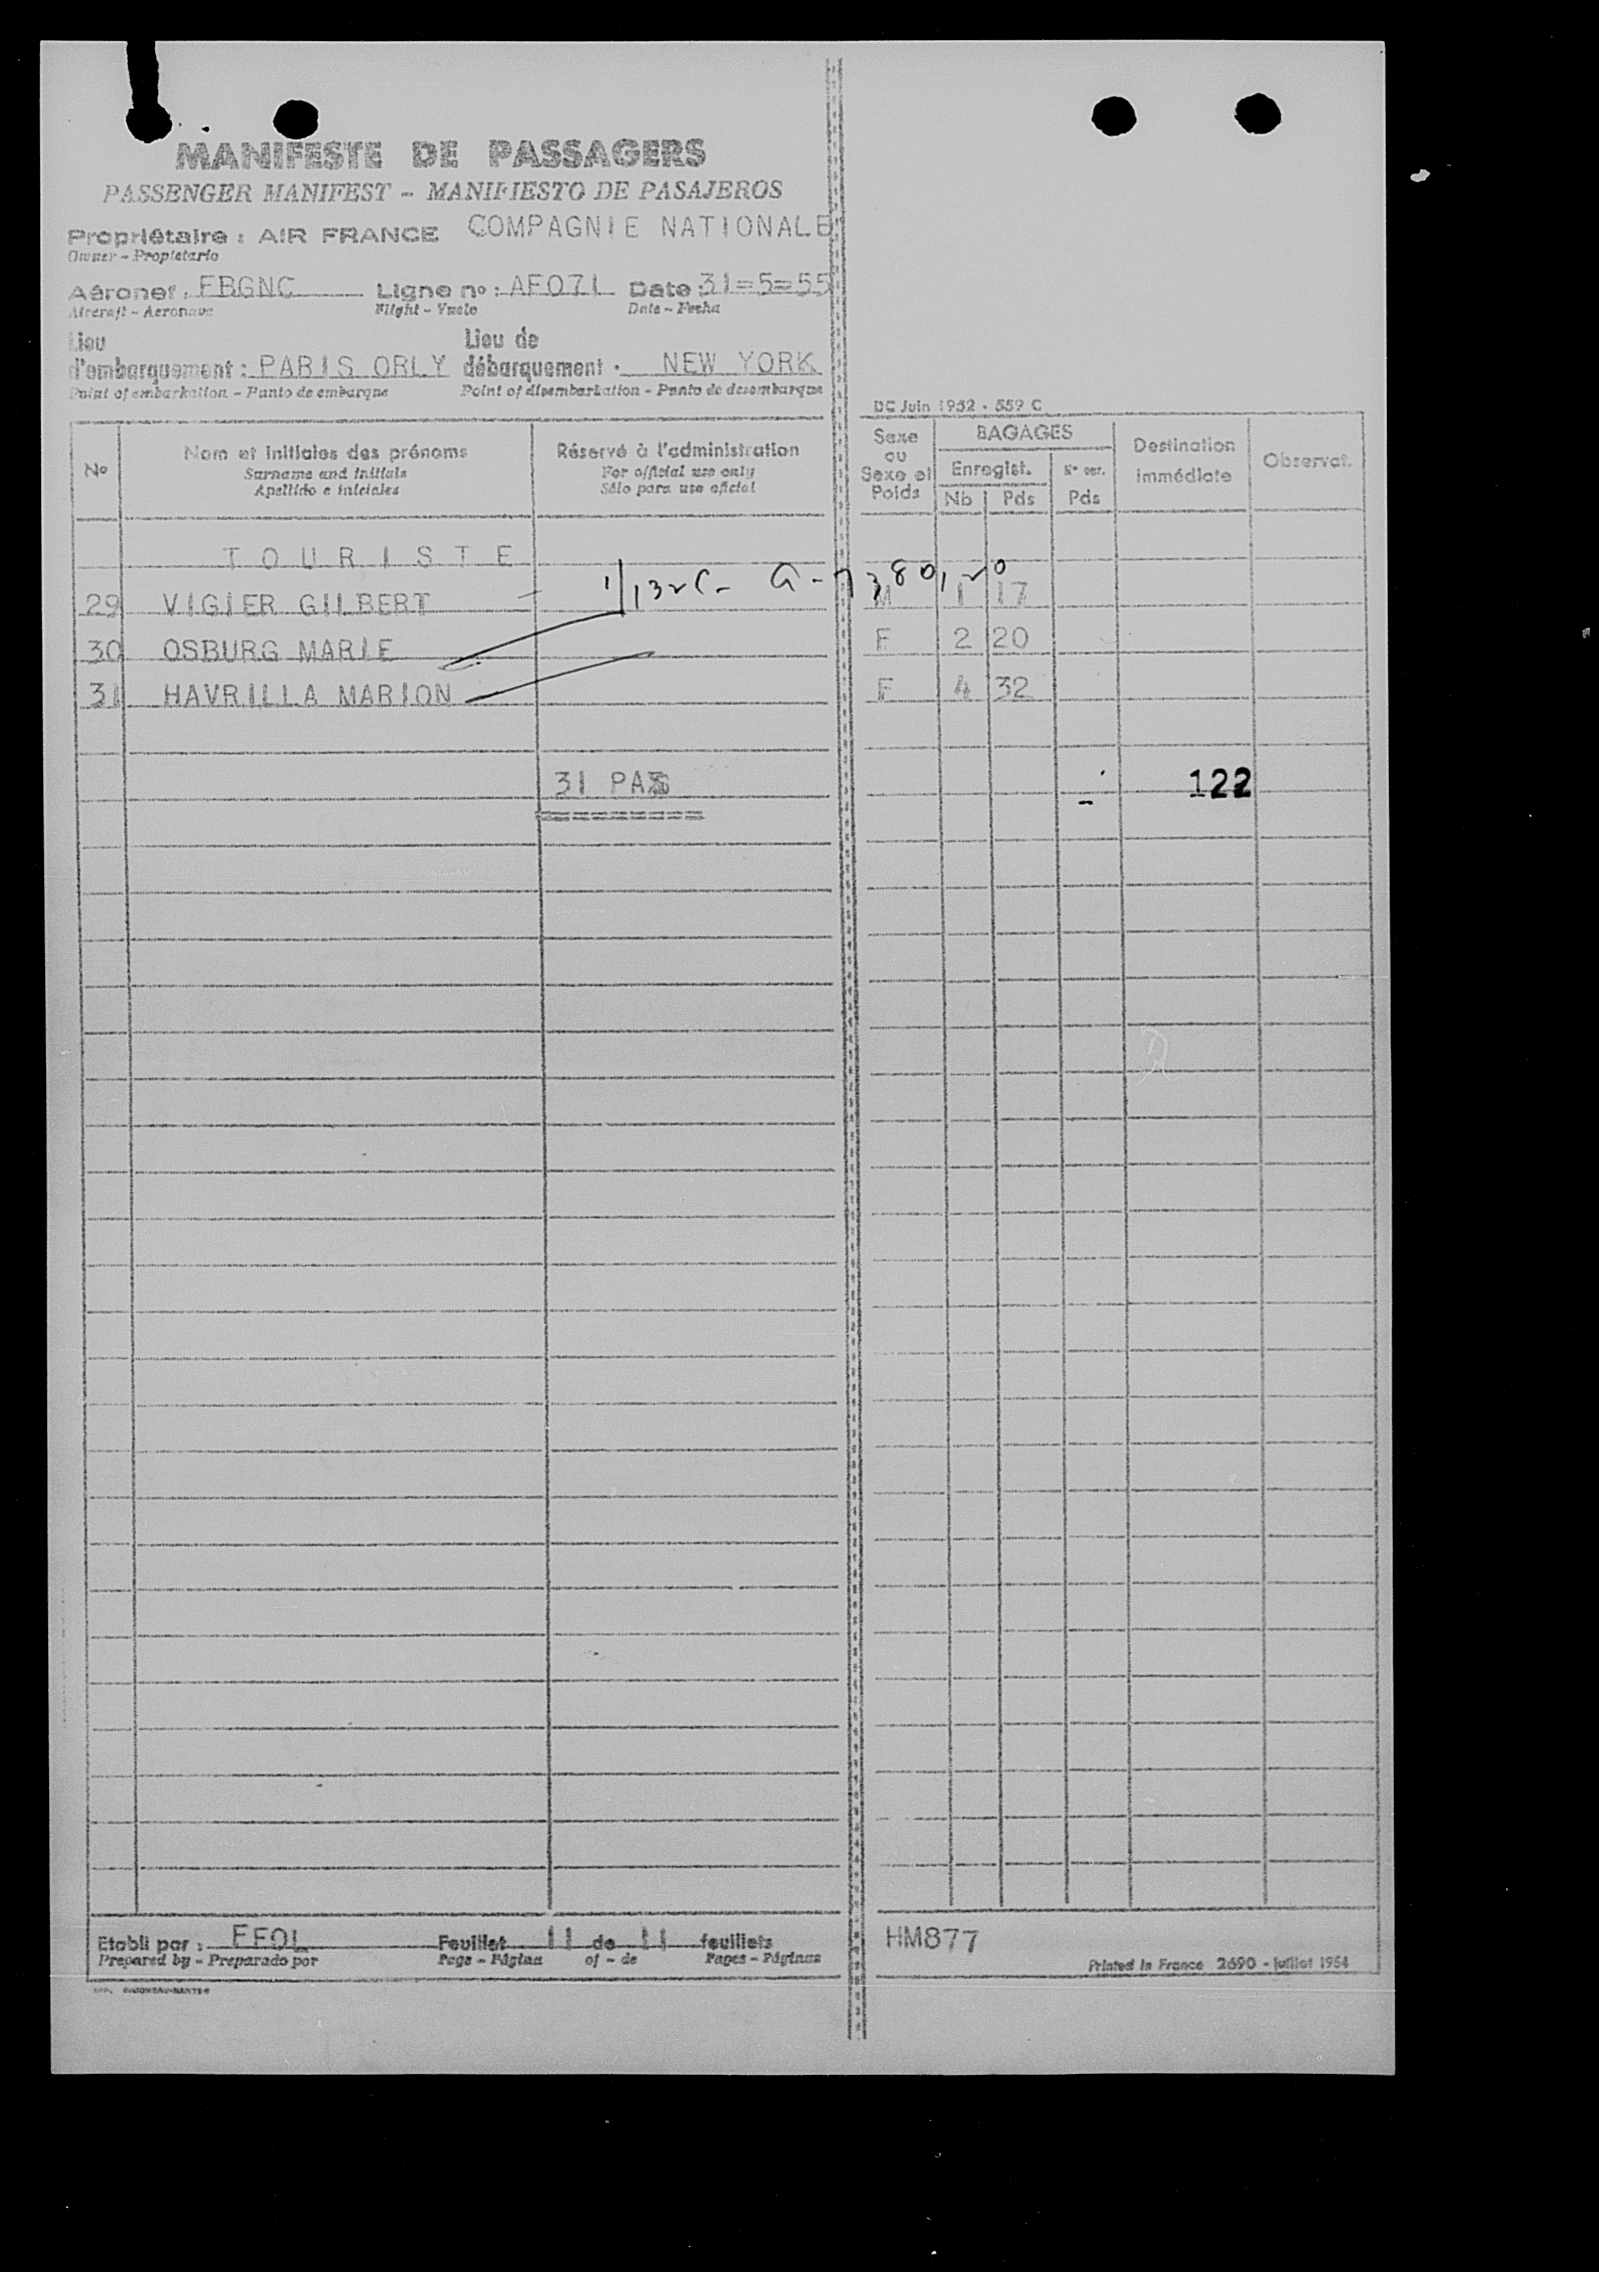 MANIFESTE DE PASSAGERS
PASSENGER MANIFEST - MANIFIESTO DE PASAJEROS
Propriétaire : AIR FRANCE COMPAGNIE NATIONALE
Owner - Propietario
Aéronef : FBGNC Ligne nº : AF071 Date : 31=5=55
Aircraft - Aeronave Flight - Vuelo Date - Fecha
Lieu d'embarquement : PARIS ORLY Lieu de débarquement : NEW YORK
Point of embarkation - Punto de embarque Point of disembarkation - Punto de desembarque
DC Juin 1952 - 559 C
Nº
Nom et initiales des prénoms
Surname and initials
Apellido e iniciales
Réservé à l'administration
For official use only
Sólo para uso oficial
Sexe ou Sexe et Poids
BAGAGES
Enregist.
Nb Pds
Pds
Destination immédiate
Observat.
TOURISTE
29 VIGIER GILBERT M 1 17
30 OSBURG MARIE F 2 20
31 HAVRILLA MARION F 4 32
31 PAS
122
==========
Etabli par : FFOL Feuillet 11 de 11 feuillets
Prepared by - Preparado por Page - Página of - de Pages - Páginas
HM877
Printed in France 2690 - juillet 1954